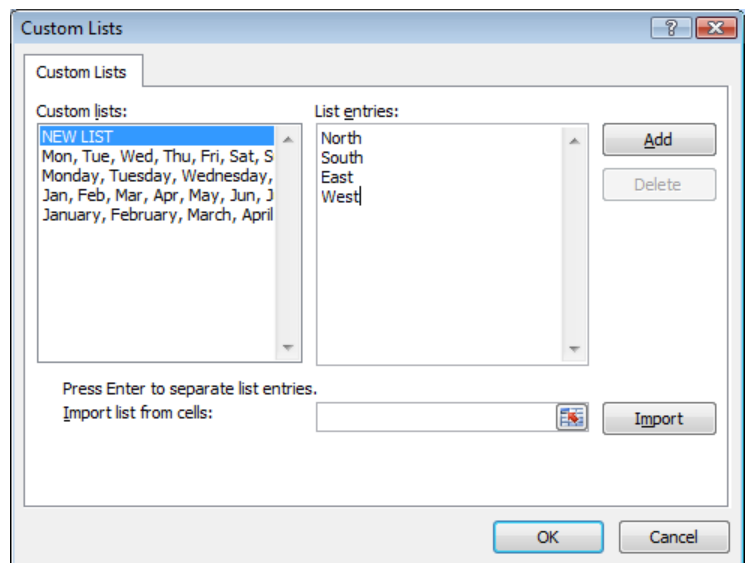 Custom Lists
Custom Lists
Custom lists:
NEW LIST
Mon, Tue, Wed, Thu, Fri, Sat, S
Monday, Tuesday, Wednesday,
Jan, Feb, Mar, Apr, May, Jun, J
January, February, March, April
List entries:
North
South
East
West
Add
Delete
Press Enter to separate list entries.
Import list from cells:
Import
OK
Cancel